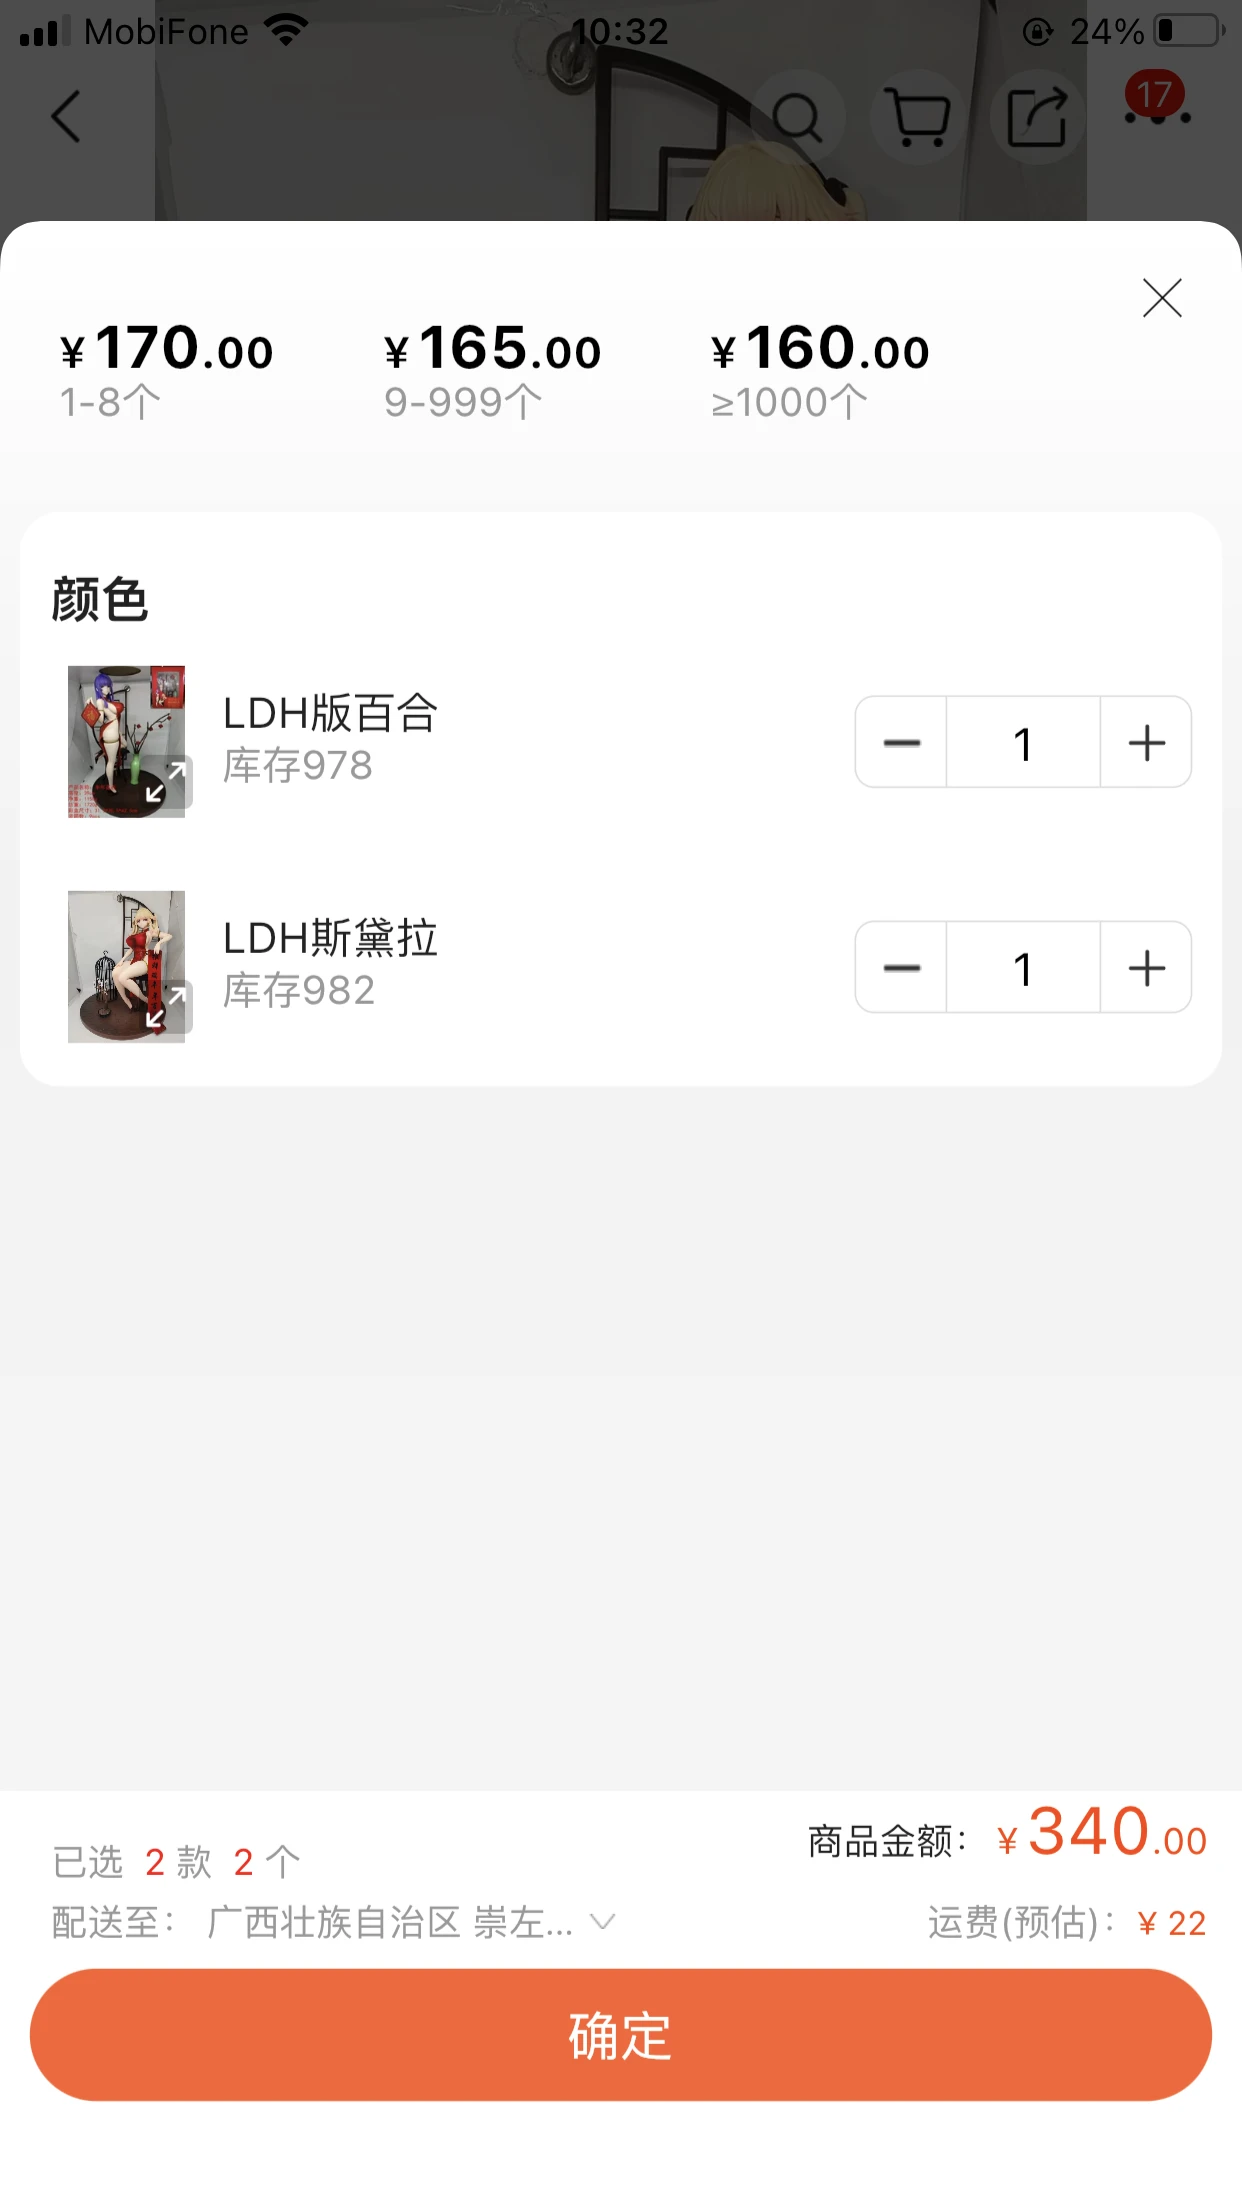 MobiFone 10:32 24%
17
¥170.00 ¥165.00 ¥160.00
1-8个 9-999个 ≥1000个
颜色
LDH版百合
库存978
1
LDH斯黛拉
库存982
1
商品金额： ¥340.00
已选 2 款 2 个
配送至： 广西壮族自治区 崇左... 运费(预估)：¥ 22
确定